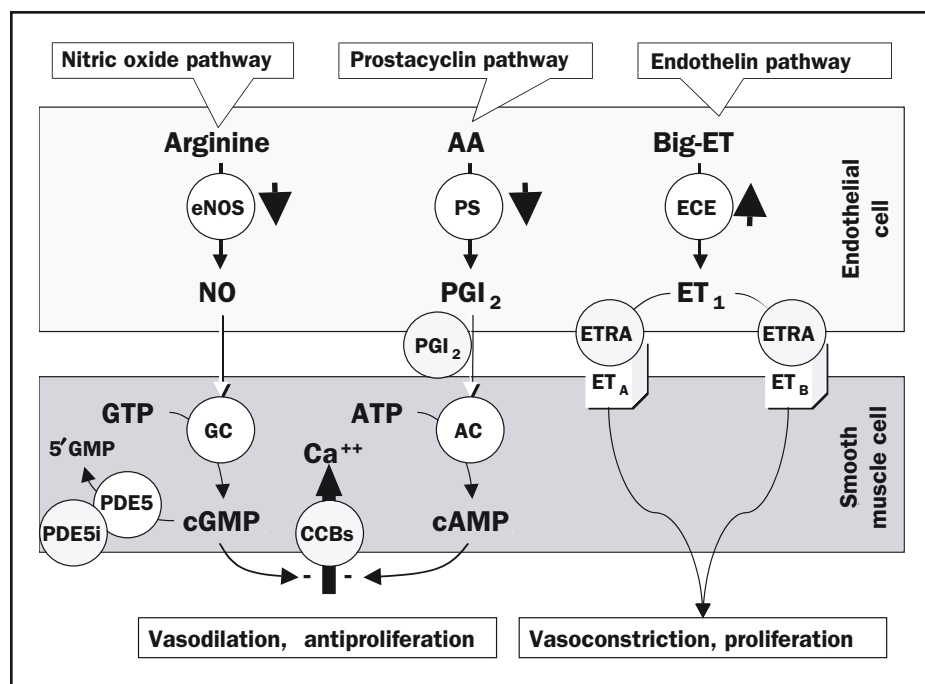 Nitric oxide pathway
Prostacyclin pathway
Endothelin pathway
Arginine
AA
Big-ET
eNOS
PS
ECE
Endothelial
cell
NO
PGI 2
ET 1
PGI 2
ETRA
ETRA
ET A
ET B
GTP
GC
ATP
AC
5′GMP
Ca++
PDE5
PDE5i
cGMP
CCBs
cAMP
Smooth
muscle cell
- -
Vasodilation, antiproliferation
Vasoconstriction, proliferation